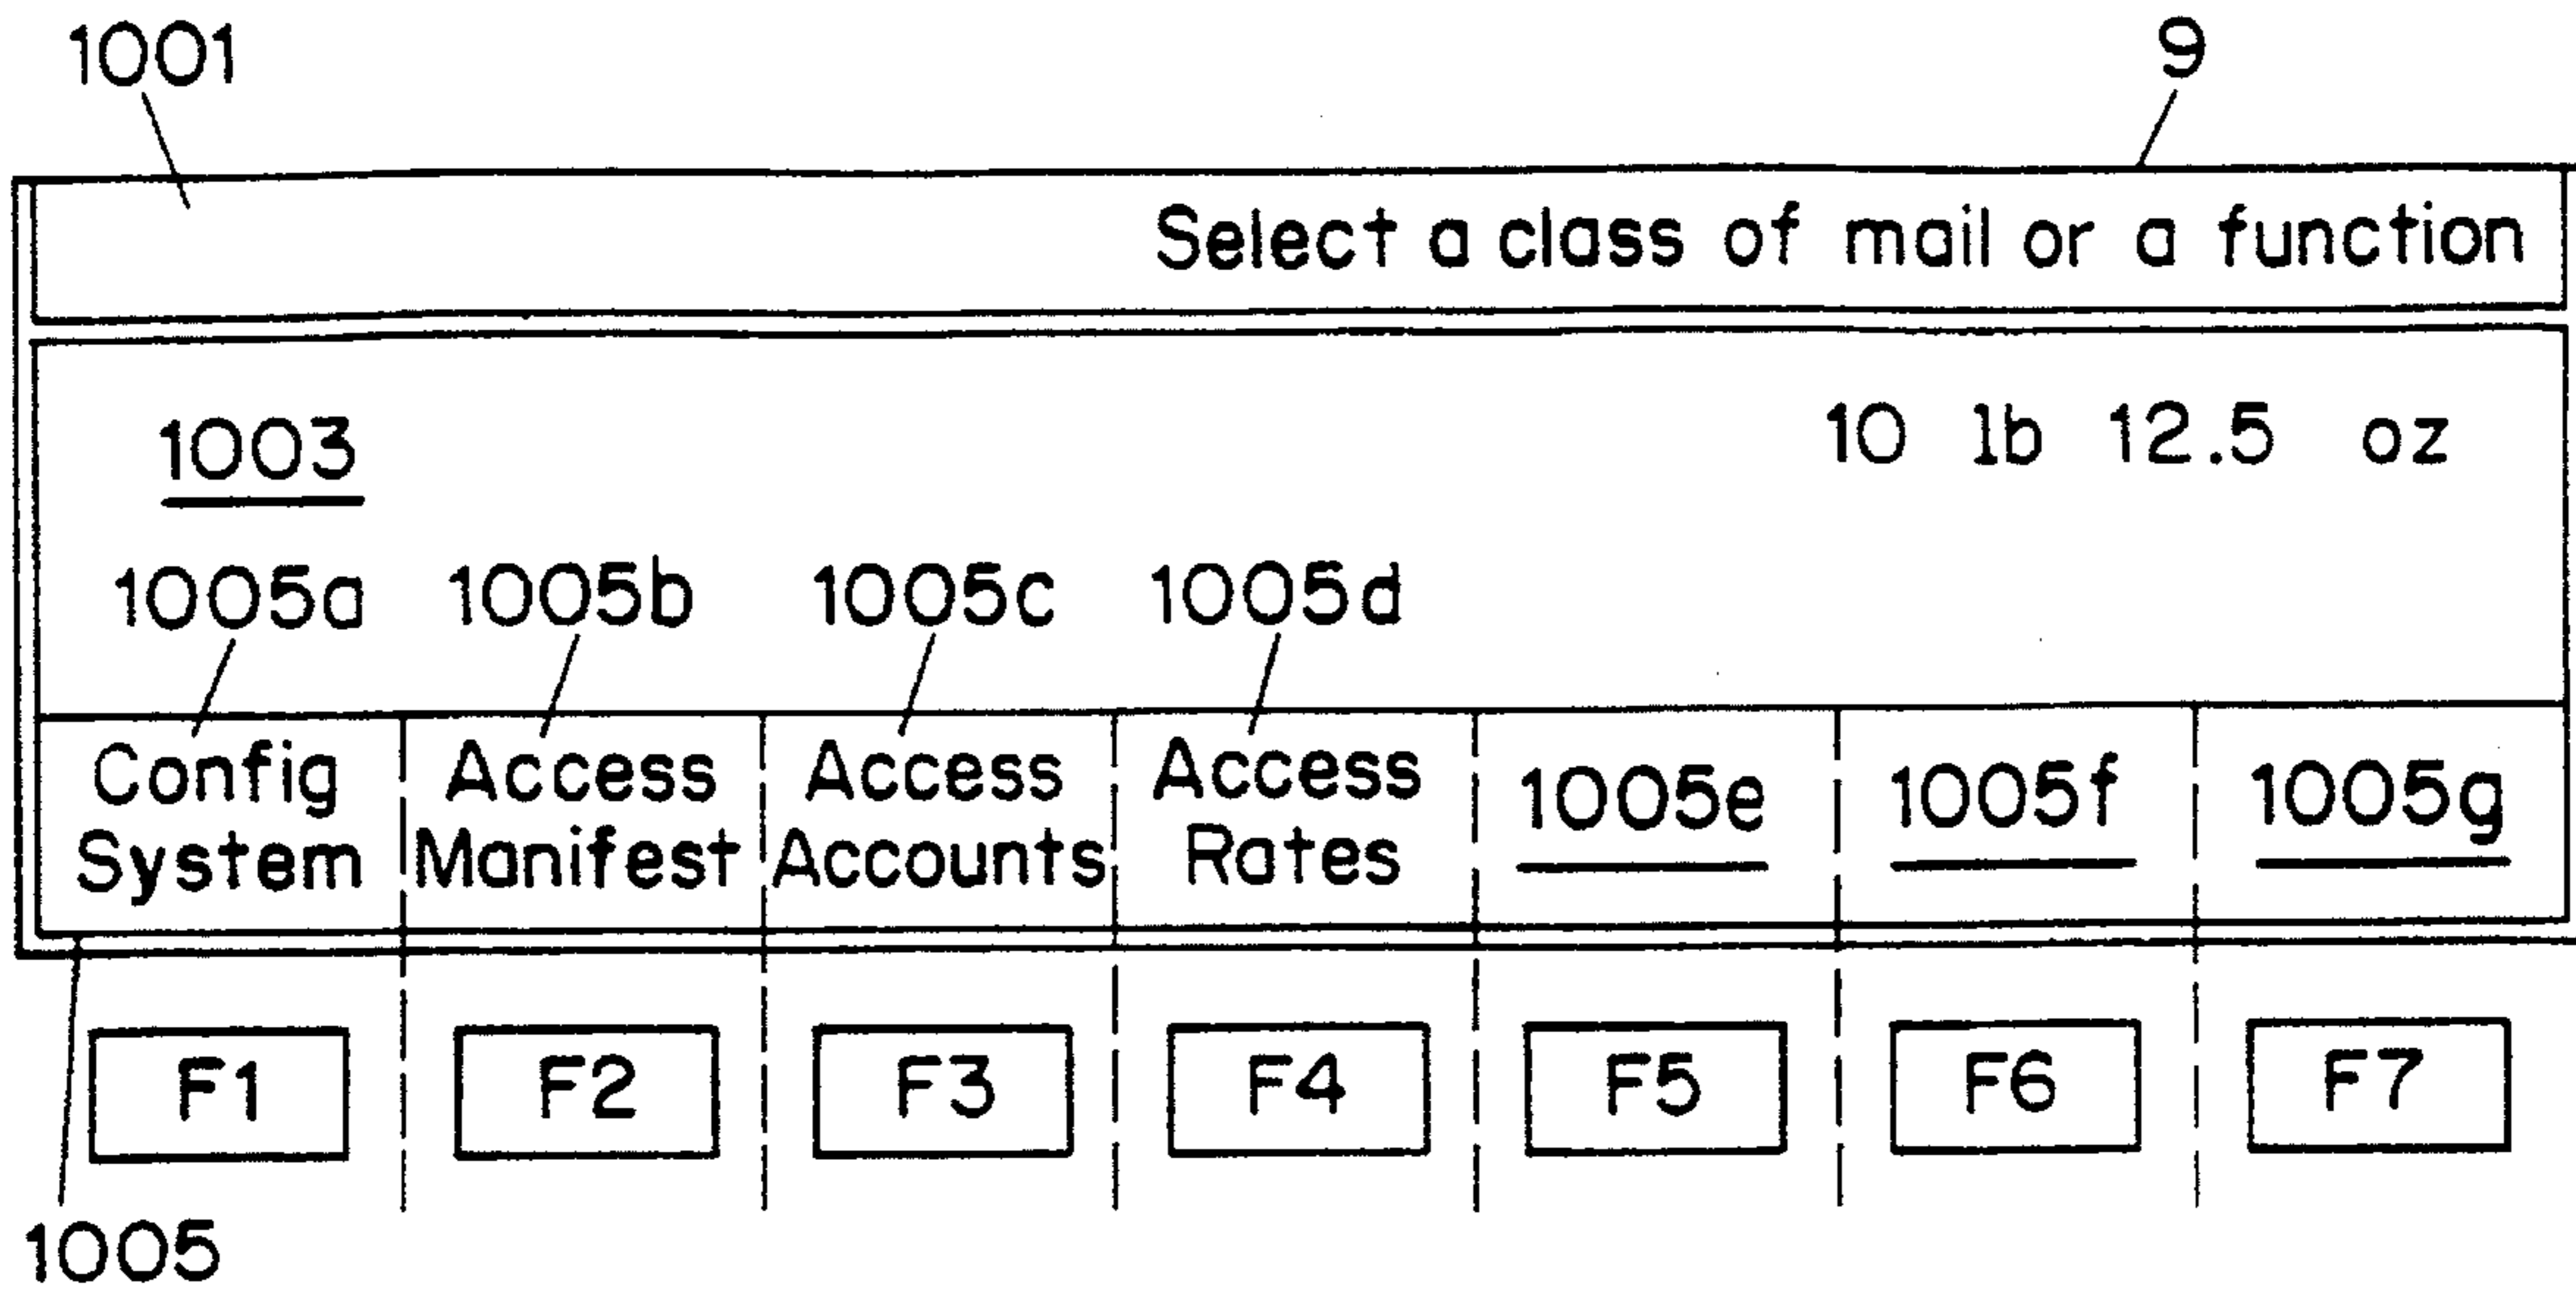 1001 9
Select a class of mail or a function
1003 10 lb 12.5 oz
1005a 1005b 1005c 1005d
Config System Access Manifest Access Accounts Access Rates 1005e 1005f 1005g
F1 F2 F3 F4 F5 F6 F7
1005